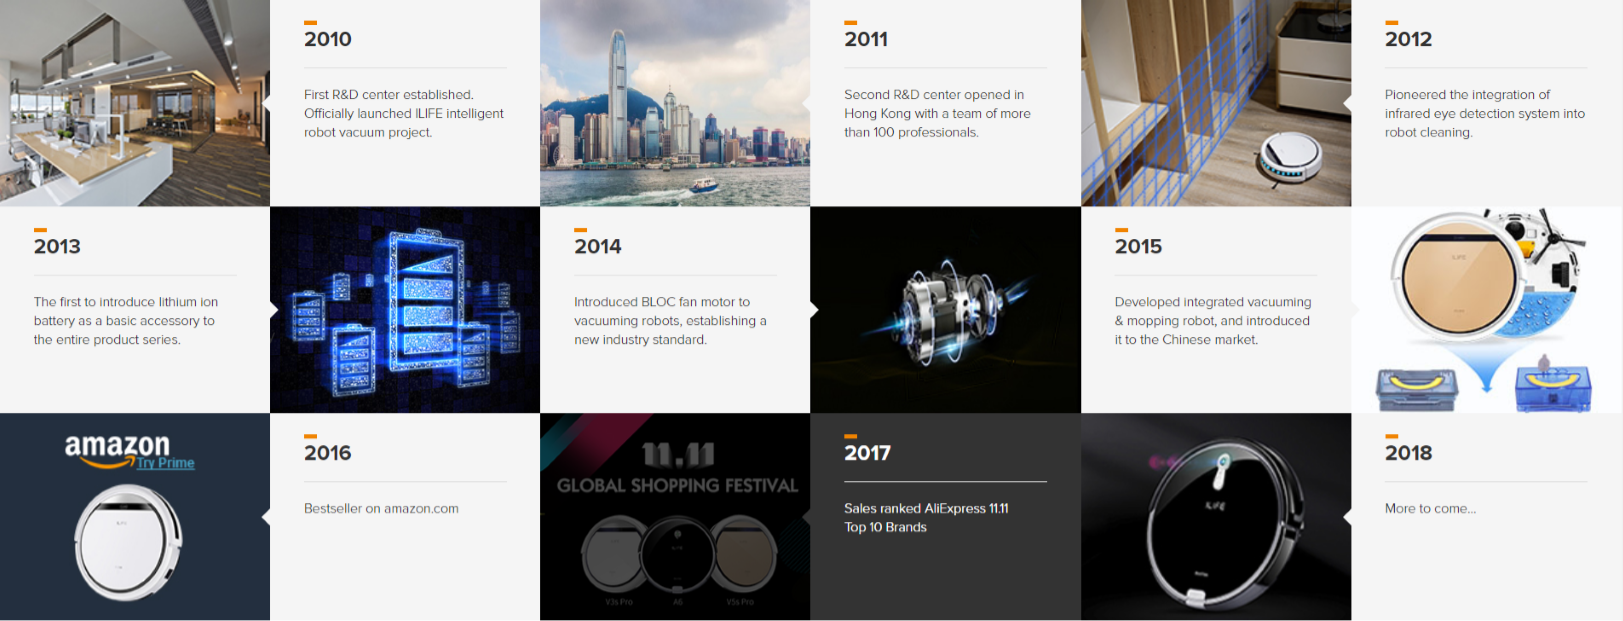 2010
First R&D center established.
Officially launched ILIFE intelligent
robot vacuum project.
2011
Second R&D center opened in
Hong Kong with a team of more
than 100 professionals.
2012
Pioneered the integration of
infrared eye detection system into
robot cleaning.
2013
The first to introduce lithium ion
battery as a basic accessory to
the entire product series.
2014
Introduced BLOC fan motor to
vacuuming robots, establishing a
new industry standard.
2015
Developed integrated vacuuming
& mopping robot, and introduced
it to the Chinese market.
ILIFE
amazon
Try Prime
ILIFE
2016
Bestseller on amazon.com
11.11
GLOBAL SHOPPING FESTIVAL
ILIFE
V3s Pro
A6
V5s Pro
2017
Sales ranked AliExpress 11.11
Top 10 Brands
ILIFE
2018
More to come...